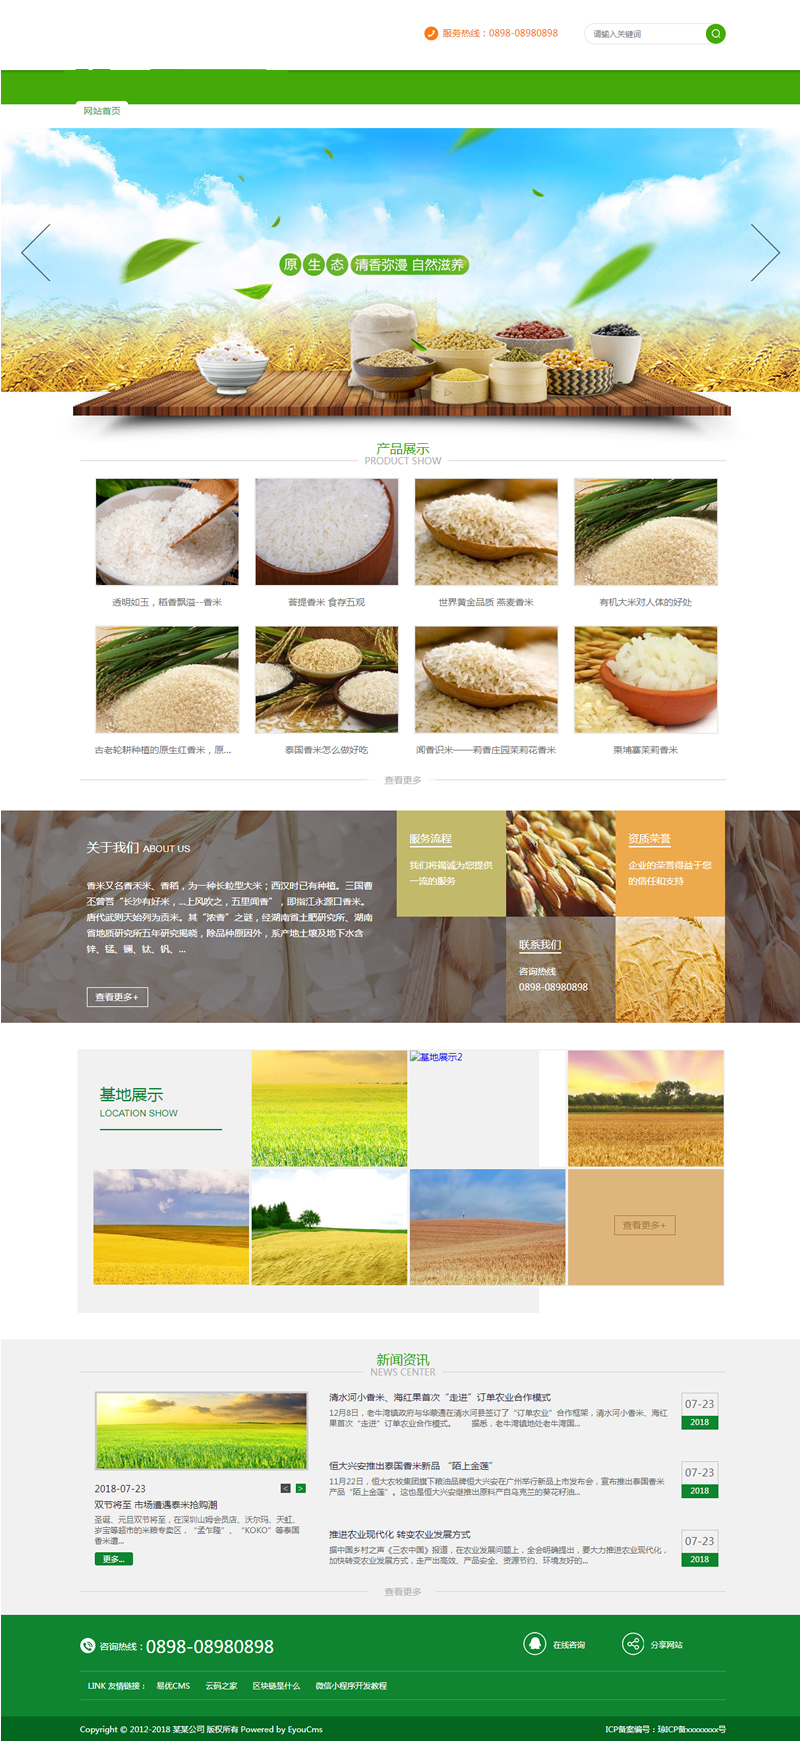 服务热线：0898-08980898
请输入关键词
网站首页
原生态 清香弥漫 自然滋养
产品展示
PRODUCT SHOW
透明如玉，稻香飘溢--香米
菩提香米 食存五观
世界黄金品质 燕麦香米
有机大米对人体的好处
古老轮耕种植的原生红香米，原...
泰国香米怎么做好吃
闻香识米——莉香庄园茉莉花香米
柬埔寨茉莉香米
查看更多
关于我们 ABOUT US
香米又名香禾米、香稻，为一种长粒型大米；西汉时已有种植。三国曹
丕曾答“长沙有好米，...上风吹之，五里闻香”，即指江永源口香米。
唐代武则天始列为贡米。其“浓香”之谜，经湖南省土肥研究所、湖南
省地质研究所五年研究揭晓，除品种原因外，系产地土壤及地下水含
锌、锰、镧、钛、钒、...
查看更多+
服务流程
我们将竭诚为您提供
一流的服务
资质荣誉
企业的荣誉得益于您
的信任和支持
联系我们
咨询热线
0898-08980898
基地展示
LOCATION SHOW
基地展示2
查看更多+
新闻资讯
NEWS CENTER
2018-07-23
< >
双节将至 市场遭遇泰米抢购潮
圣诞、元旦双节将至，在深圳山姆会员店、沃尔玛、天虹、
岁宝等超市的米粮专卖区，“孟乍隆”、“KOKO”等泰国
香米遭...
更多...
清水河小香米、海红果首次“走进”订单农业合作模式
12月8日，老牛湾镇政府与华蒙通在清水河县签订了“订单农业”合作框架，清水河小香米、海红
果首次“走进”订单农业合作模式。 据悉，老牛湾镇地处老牛湾国...
07-23
2018
恒大兴安推出泰国香米新品 “陌上金莲”
11月22日，恒大农牧集团旗下粮油品牌恒大兴安在广州举行新品上市发布会，宣布推出泰国香米
产品“陌上金莲”。这也是恒大兴安继推出原料产自乌克兰的葵花籽油...
07-23
2018
推进农业现代化 转变农业发展方式
据中国乡村之声《三农中国》报道，在农业发展问题上，全会明确提出，要大力推进农业现代化，
加快转变农业发展方式，走产出高效、产品安全、资源节约、环境友好的...
07-23
2018
查看更多
咨询热线：0898-08980898
在线咨询
分享网站
LINK 友情链接： 易优CMS 云码之家 区块链是什么 微信小程序开发教程
Copyright © 2012-2018 某某公司 版权所有 Powered by EyouCms
ICP备案编号：琼ICP备xxxxxxxx号